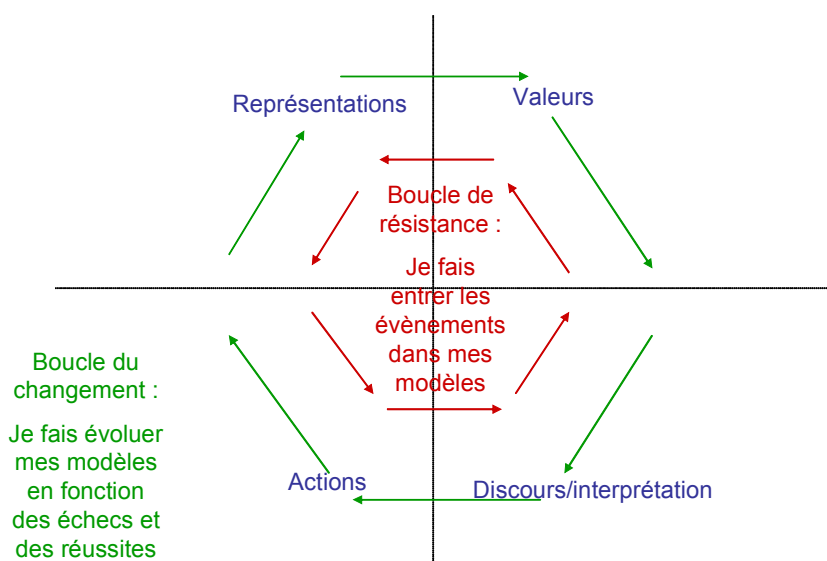 Représentations
Valeurs
Boucle de
résistance :
Je fais
entrer les
évènements
dans mes
modèles
Boucle du
changement :
Je fais évoluer
mes modèles
en fonction
des échecs et
des réussites
Actions
Discours/interprétation